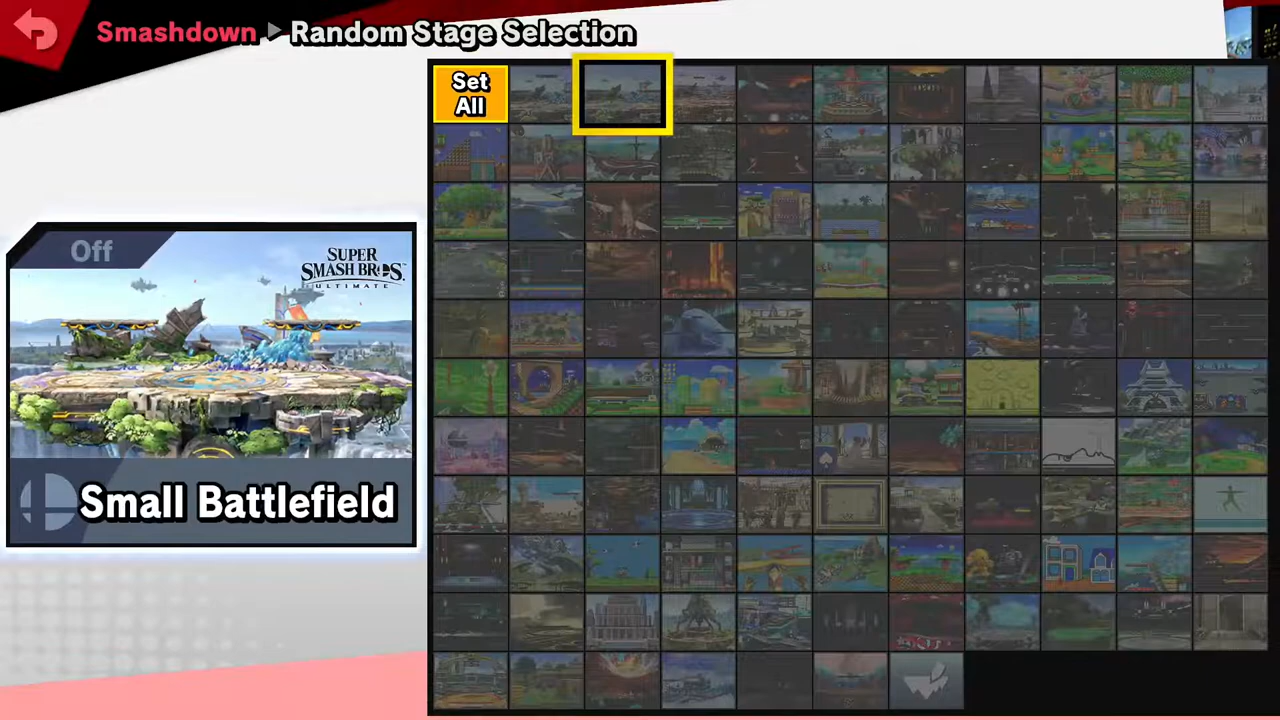 Smashdown ▶ Random Stage Selection
Set
All
Off
SUPER
SMASH BROS.
ULTIMATE
Small Battlefield